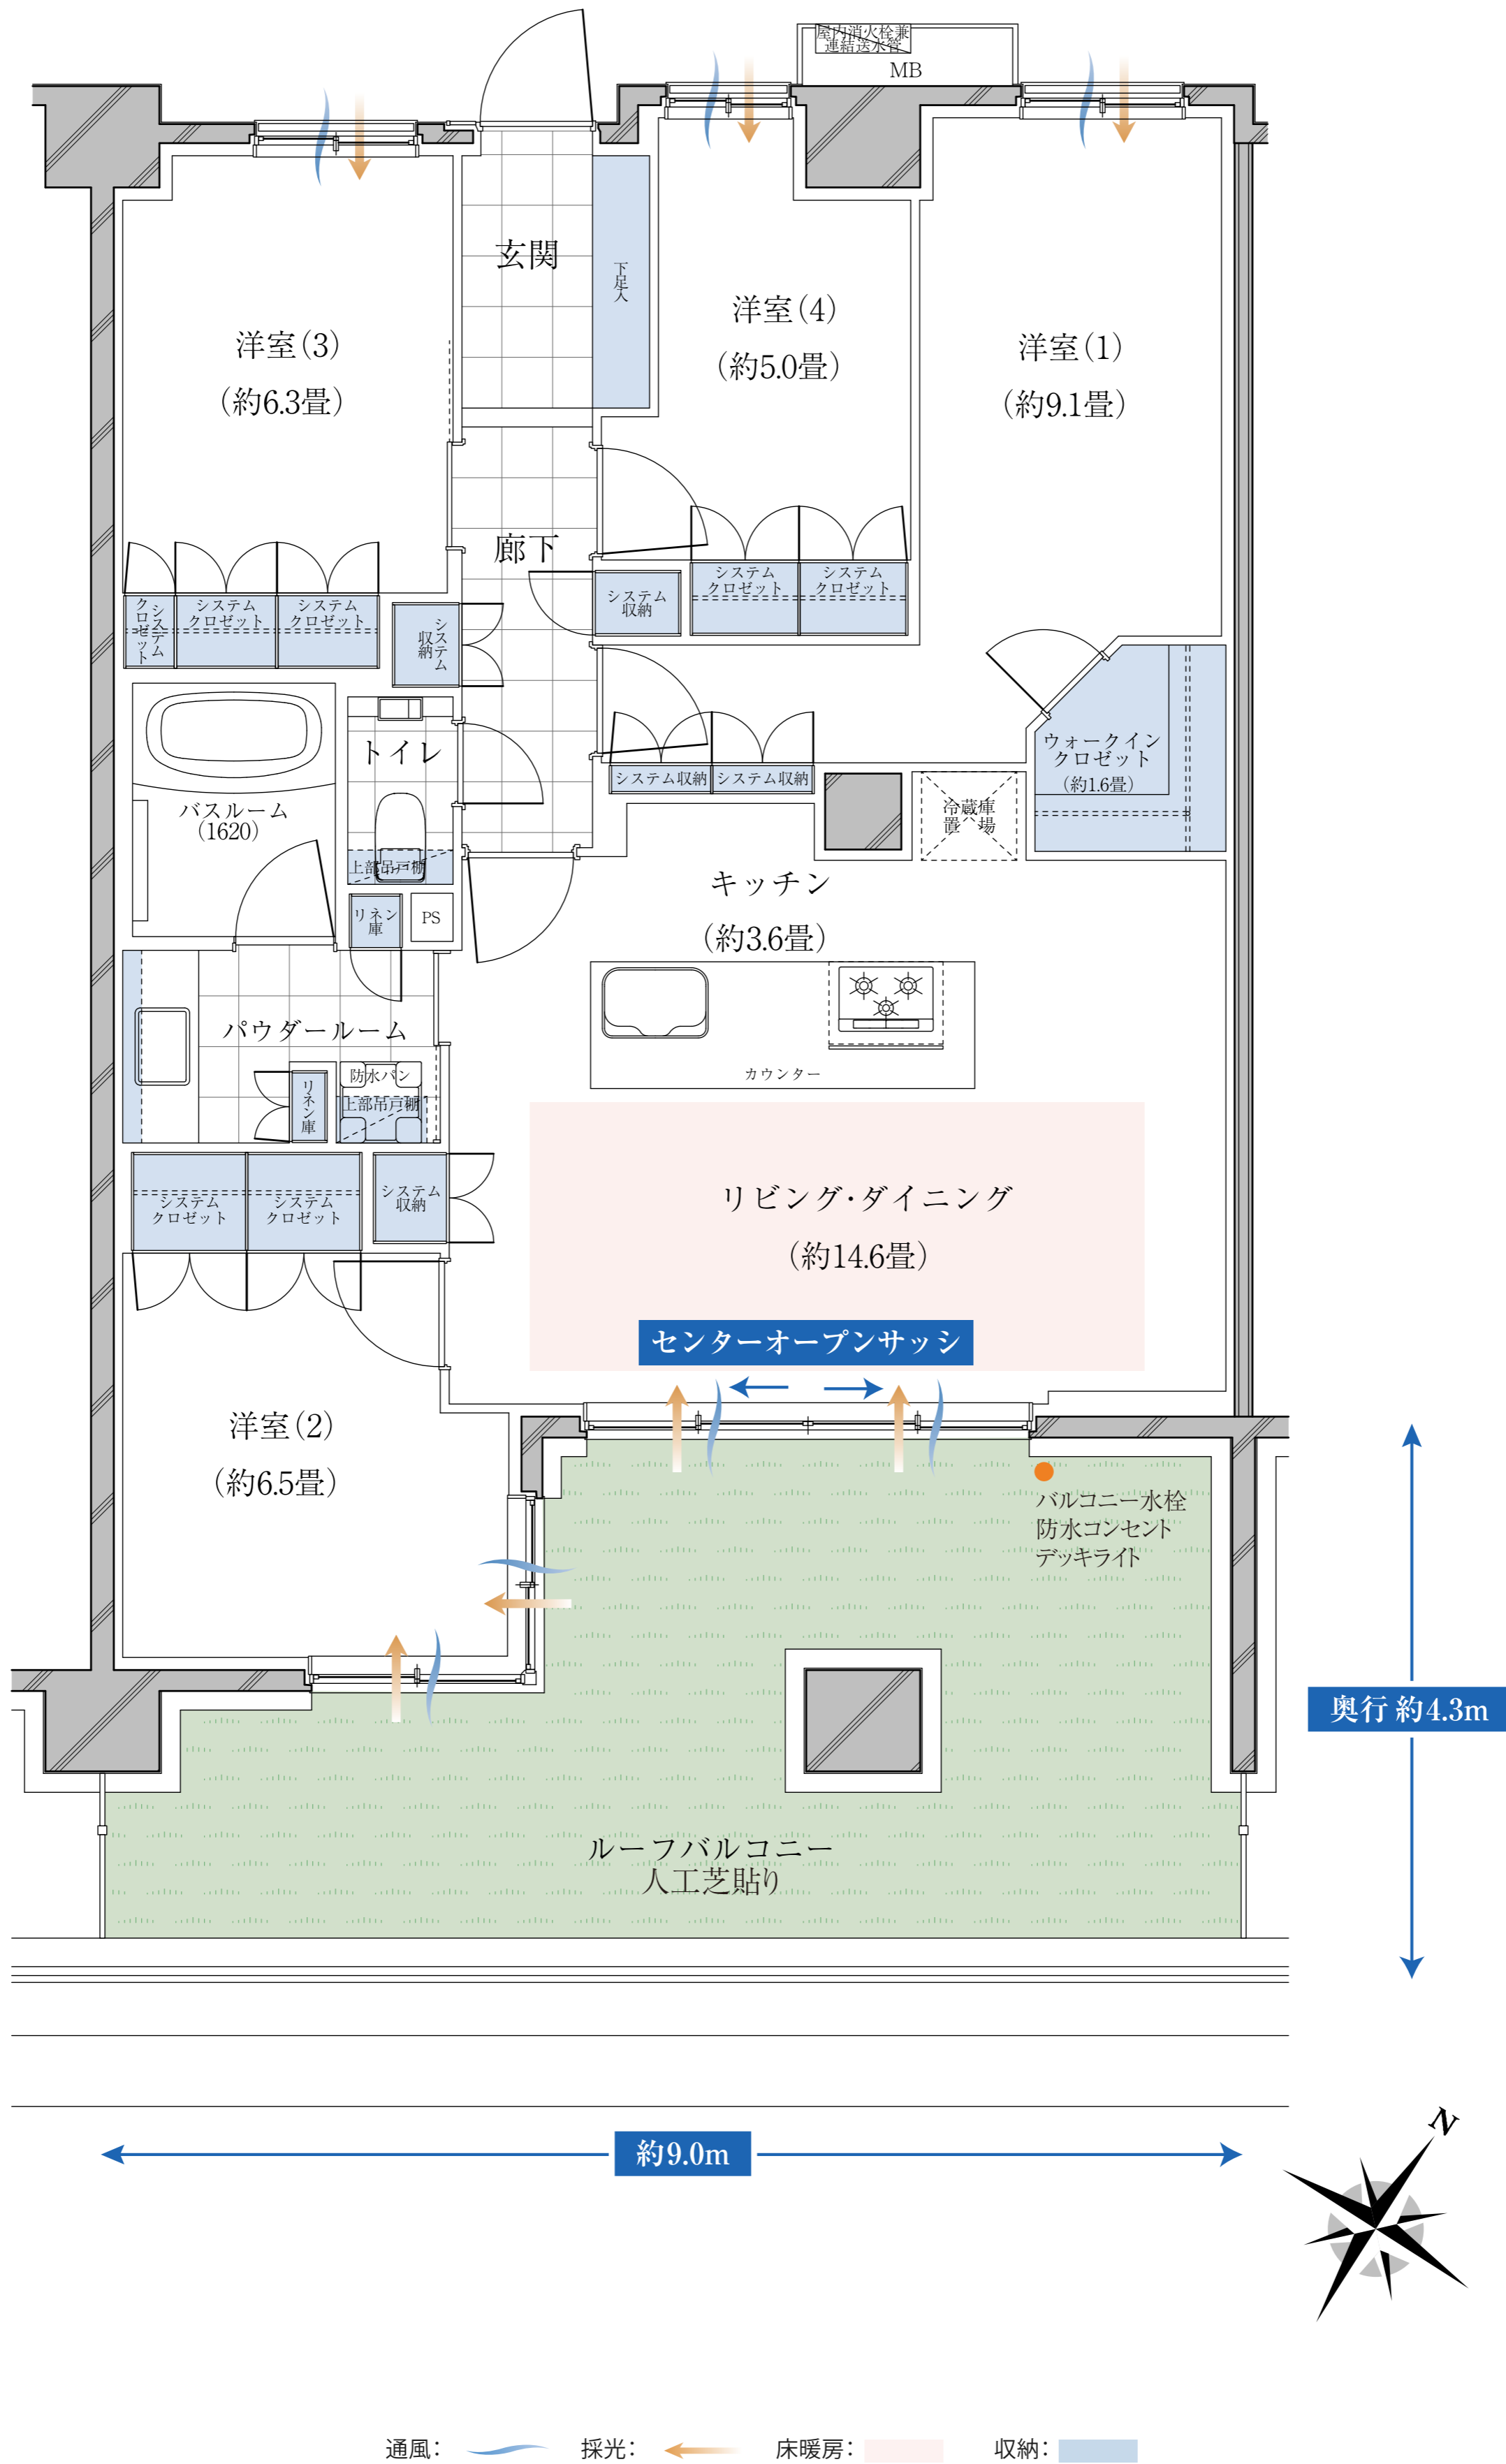 屋内消火栓兼
連結送水管
MB
玄関
下足入
洋室(3)
(約6.3畳)
洋室(4)
(約5.0畳)
洋室(1)
(約9.1畳)
廊下
システム
クロゼット
システム
クロゼット
システム
クロゼット
システム
収納
システム
収納
システム
クロゼット
システム
クロゼット
トイレ
バスルーム
(1620)
上部吊戸棚
リネン
庫
PS
システム収納
システム収納
冷蔵庫
置場
ウォークイン
クロゼット
(約1.6畳)
キッチン
(約3.6畳)
カウンター
パウダールーム
防水パン
上部吊戸棚
リネン庫
システム
クロゼット
システム
クロゼット
システム
収納
リビング・ダイニング
(約14.6畳)
センターオープンサッシ
洋室(2)
(約6.5畳)
バルコニー水栓
防水コンセント
デッキライト
奥行 約4.3m
ルーフバルコニー
人工芝貼り
約9.0m
N
通風: 採光: 床暖房: 収納: